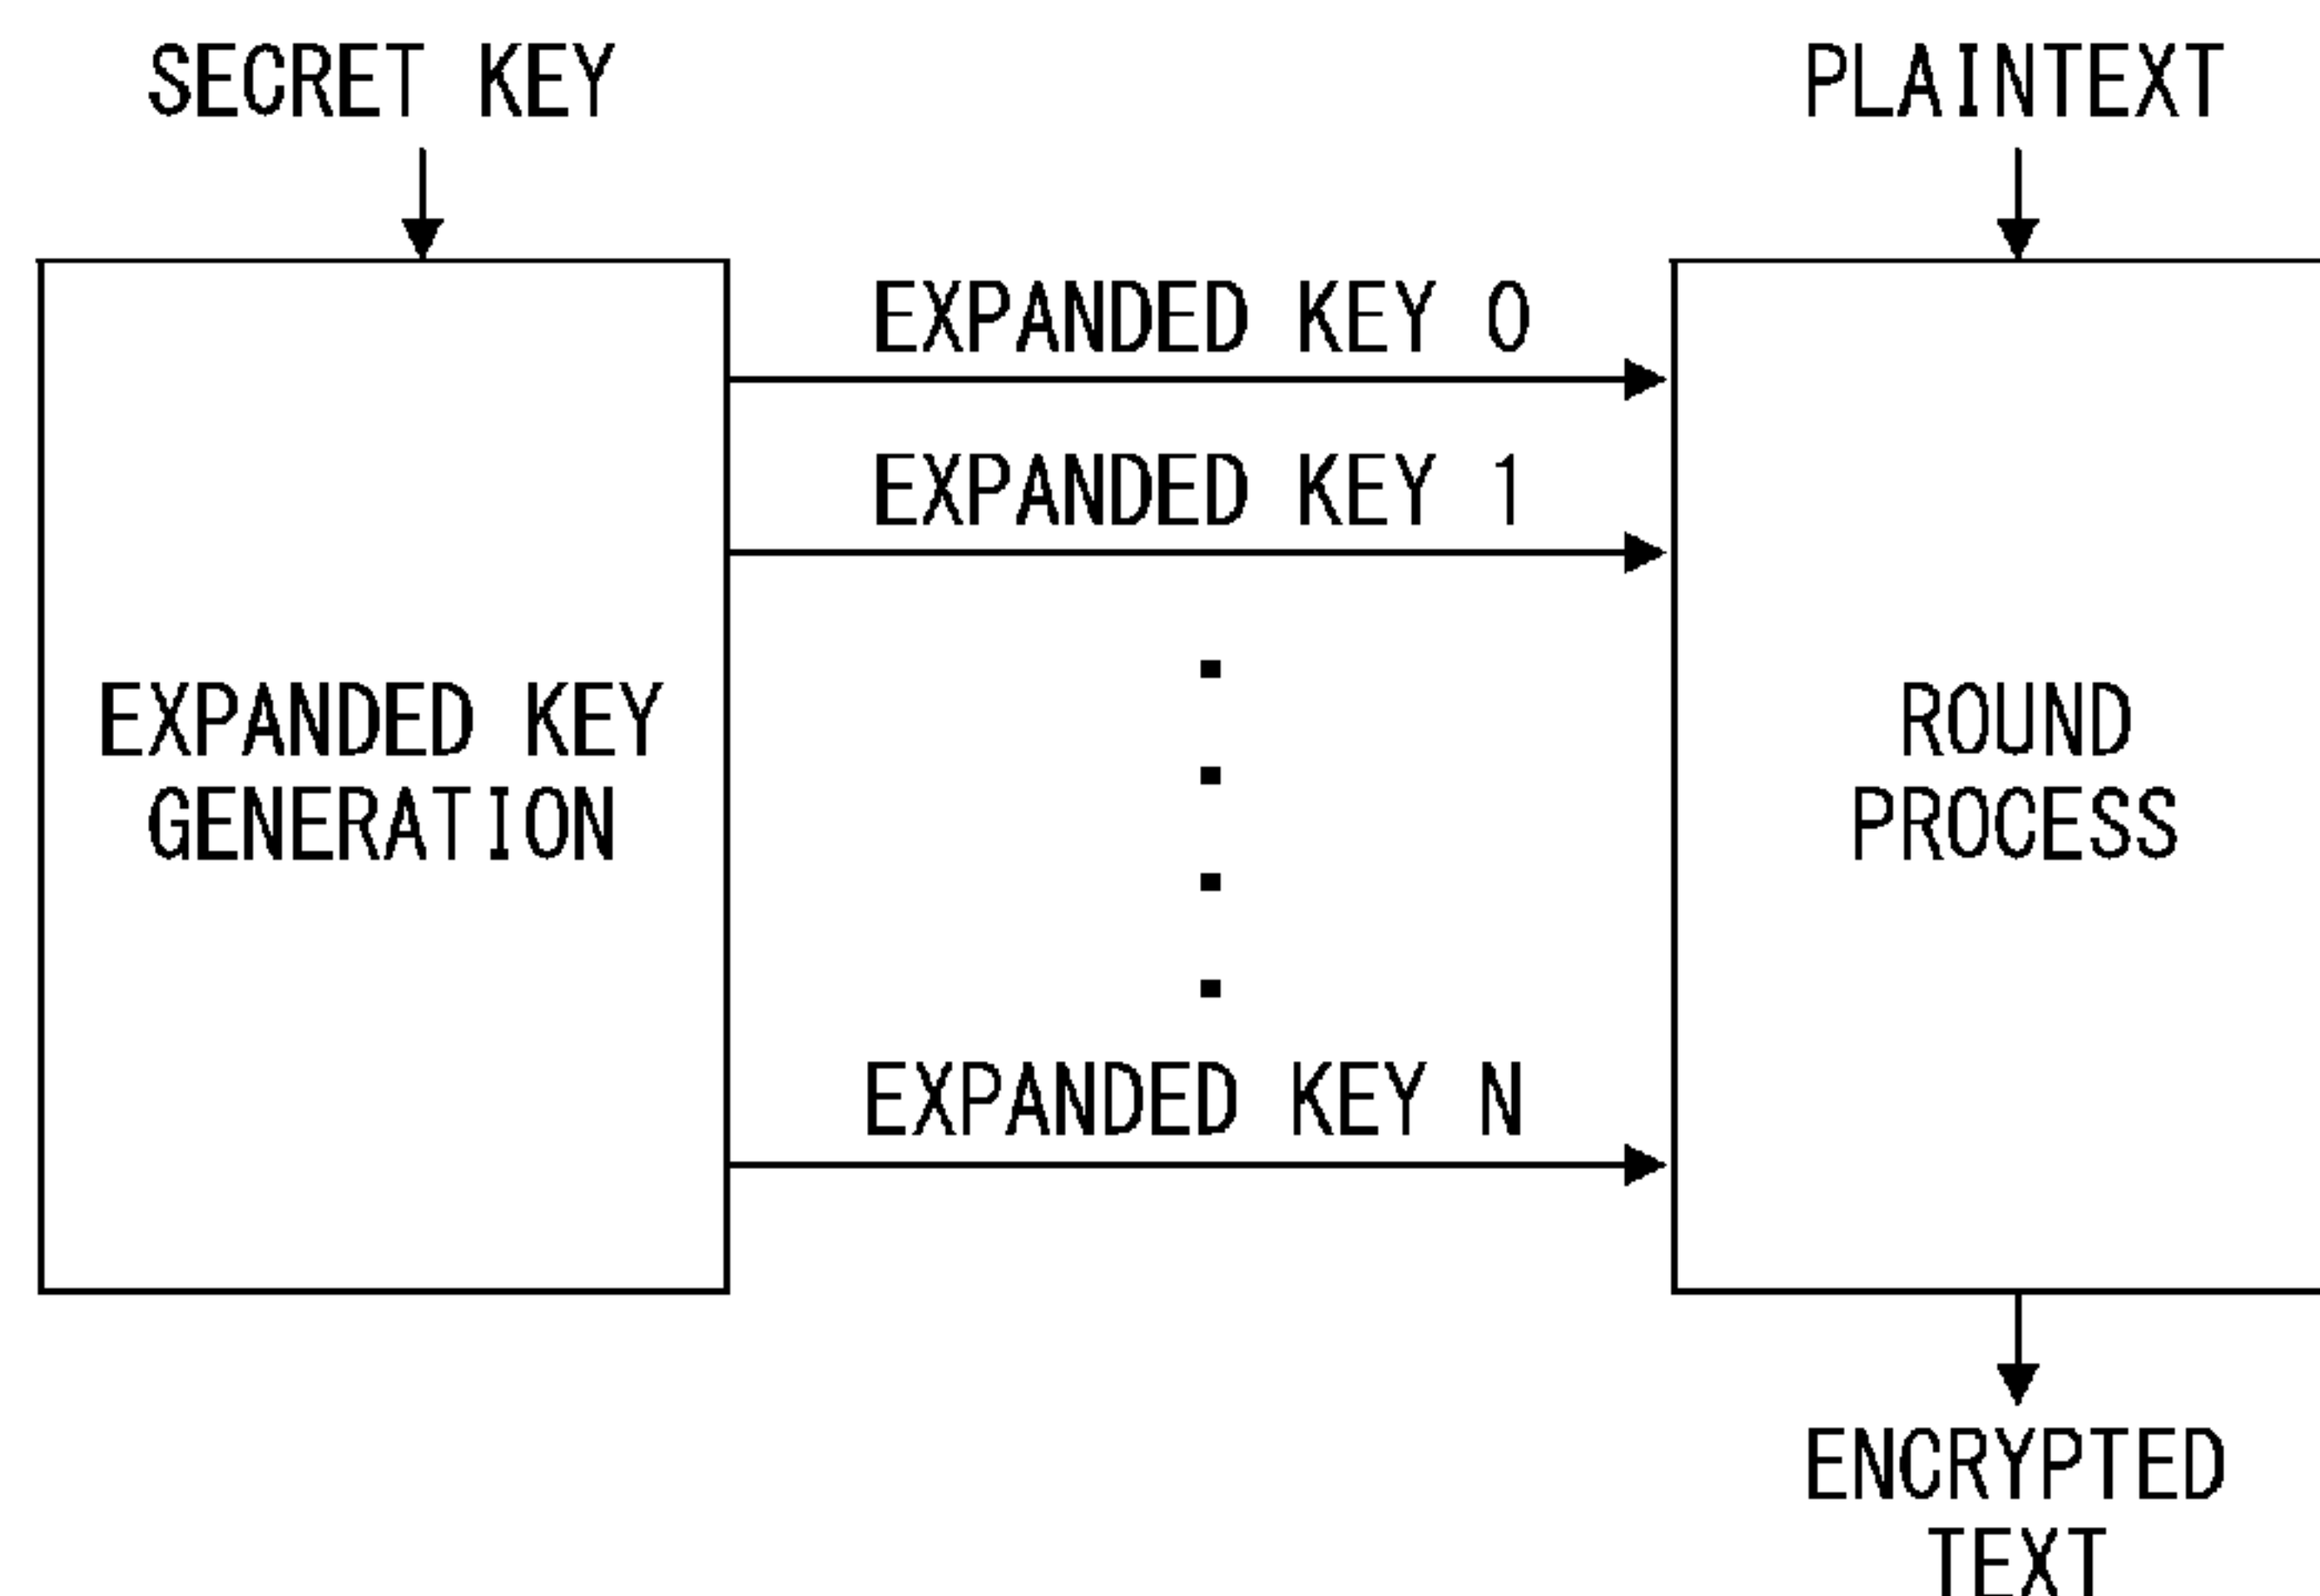 SECRET KEY
PLAINTEXT
EXPANDED KEY 0
EXPANDED KEY 1
EXPANDED KEY
GENERATION
ROUND
PROCESS
EXPANDED KEY N
ENCRYPTED
TEXT